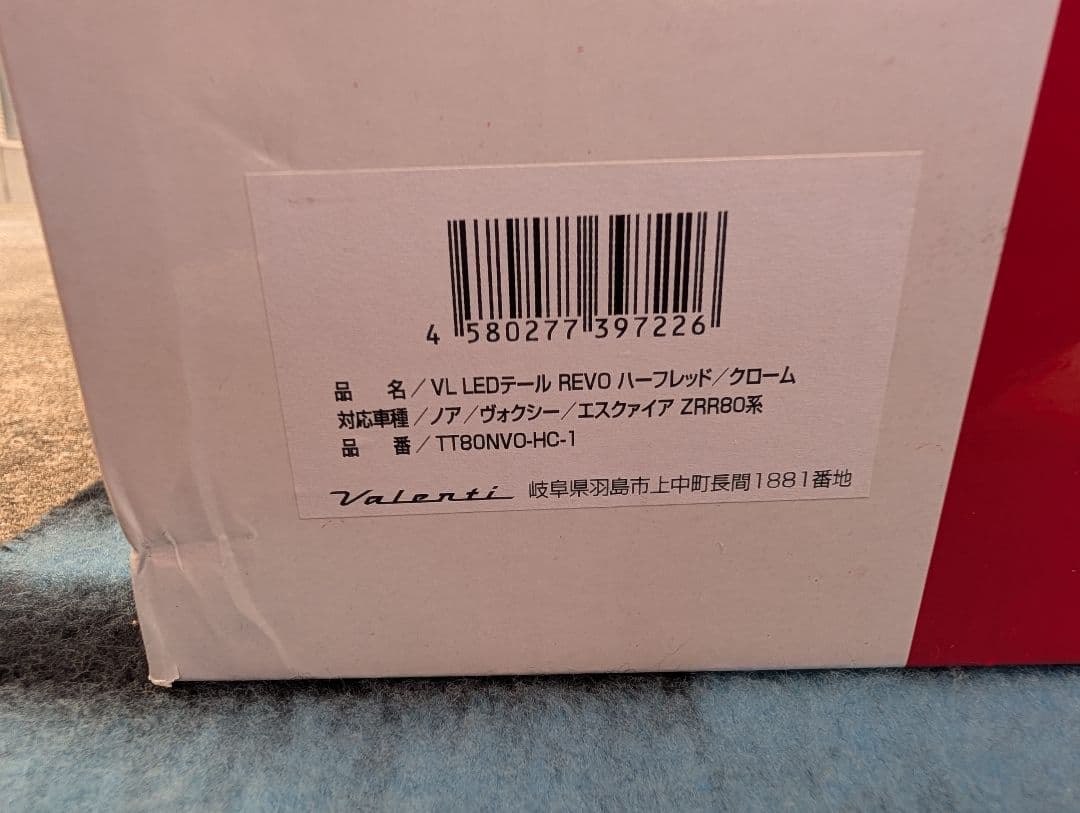 4 580277 397226
品 名／VL LEDテール REVO ハーフレッド／クローム
対応車種／ノア／ヴォクシー／エスクァイア ZRR80系
品 番／TT80NVO-HC-1
Valenti 岐阜県羽島市上中町長間1881番地